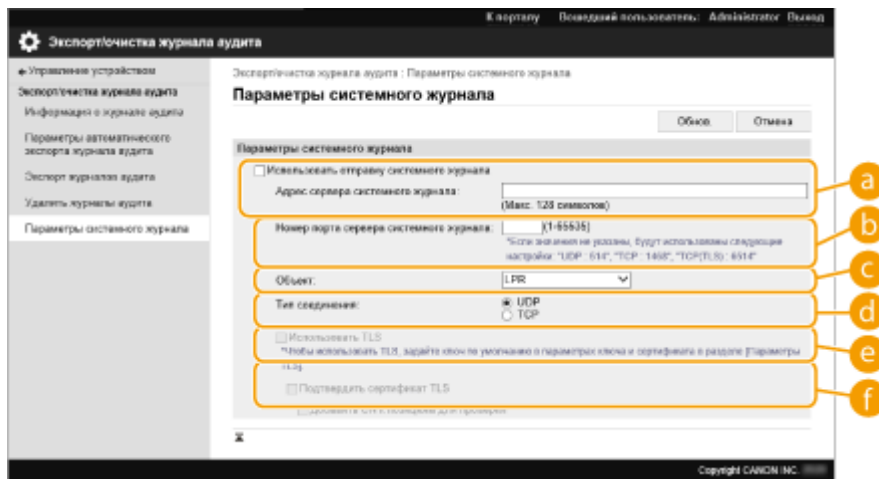 К порталу Вошедший пользователь: Administrator Выход
Экспорт/очистка журнала аудита
Управление устройством
Экспорт/очистка журнала аудита : Параметры системного журнала
Экспорт/очистка журнала аудита
Параметры системного журнала
Информация о журнале аудита
Обнов. Отмена
Параметры автоматического
экспорта журнала аудита
Параметры системного журнала
Экспорт журналов аудита
Использовать отправку системного журнала
Адрес сервера системного журнала:
(Макс. 128 символов)
a
Удалить журналы аудита
Параметры системного журнала
Номер порта сервера системного журнала: (1-65535)
*Если значения не указаны, будут использованы следующие
настройки: "UDP : 514", "TCP : 1468", "TCP(TLS) : 6514"
b
Объект: LPR
c
Тип соединения: UDP
TCP
d
Использовать TLS
*Чтобы использовать TLS, задайте ключ по умолчанию в параметрах ключа и сертификата в разделе [Параметры
TLS].
e
Подтвердить сертификат TLS
f
Добавить CN к позициям для проверки
Copyright CANON INC.